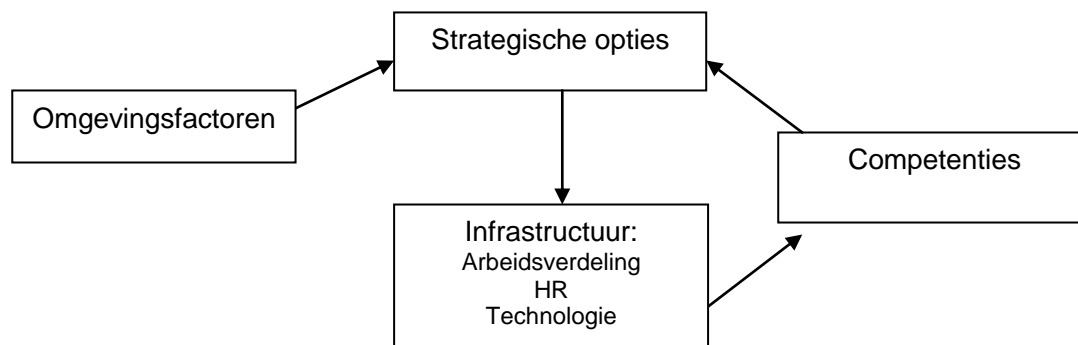 Strategische opties
Omgevingsfactoren
Competenties
Infrastructuur:
Arbeidsverdeling
HR
Technologie